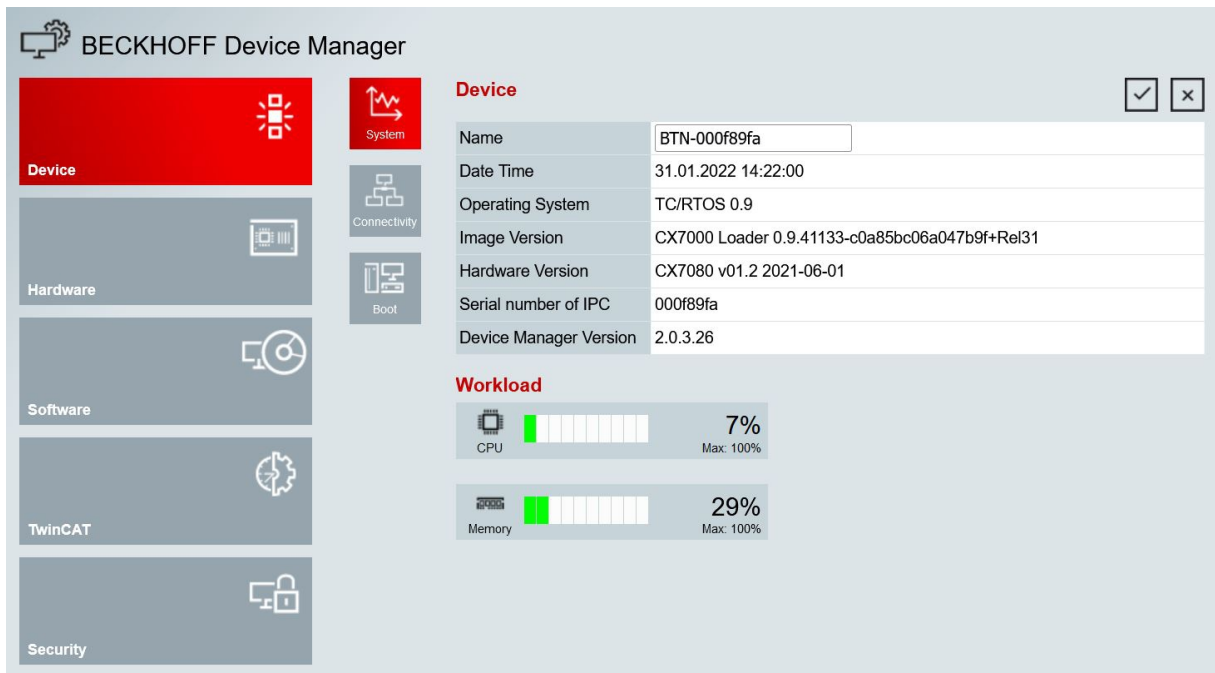 BECKHOFF Device Manager
Device
Hardware
Software
TwinCAT
Security
System
Connectivity
Boot
Device
Name BTN-000f89fa
Date Time 31.01.2022 14:22:00
Operating System TC/RTOS 0.9
Image Version CX7000 Loader 0.9.41133-c0a85bc06a047b9f+Rel31
Hardware Version CX7080 v01.2 2021-06-01
Serial number of IPC 000f89fa
Device Manager Version 2.0.3.26
Workload
CPU 7%
Max: 100%
Memory 29%
Max: 100%